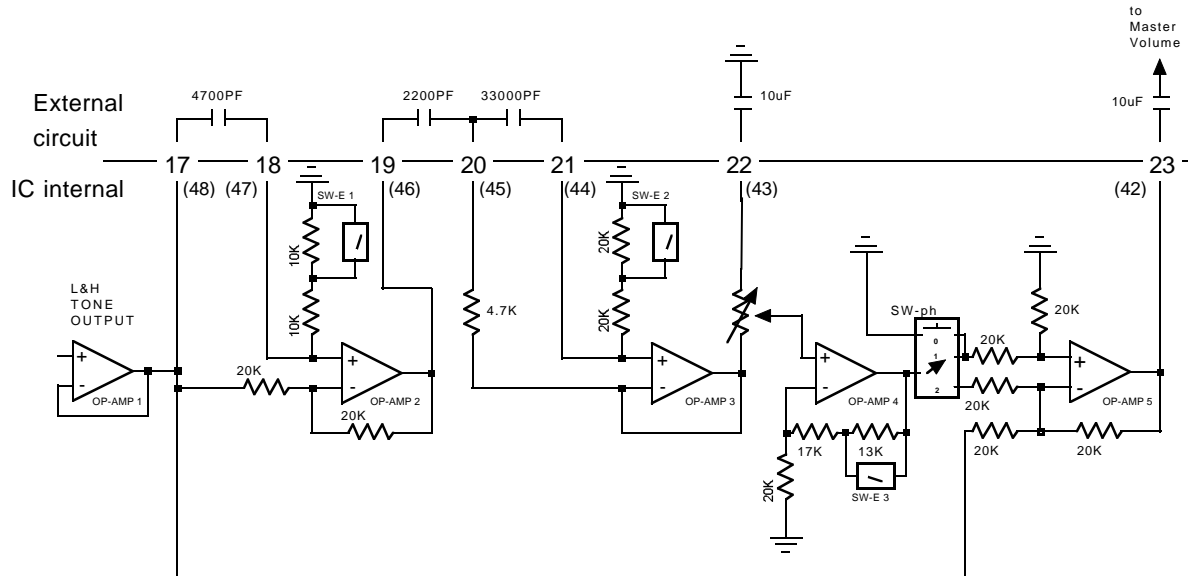 to
Master
Volume
External
circuit
4700PF
2200PF
33000PF
10uF
10uF
17
18
19
20
21
22
23
IC internal
(48)
(47)
(46)
(45)
(44)
(43)
(42)
SW-E 1
SW-E 2
10K
20K
L&H
TONE
OUTPUT
10K
4.7K
20K
SW-ph
20K
+
-
OP-AMP 1
20K
+
-
OP-AMP 2
20K
+
-
OP-AMP 3
+
-
OP-AMP 4
0
1
2
20K
20K
+
-
OP-AMP 5
17K
13K
20K
20K
20K
SW-E 3